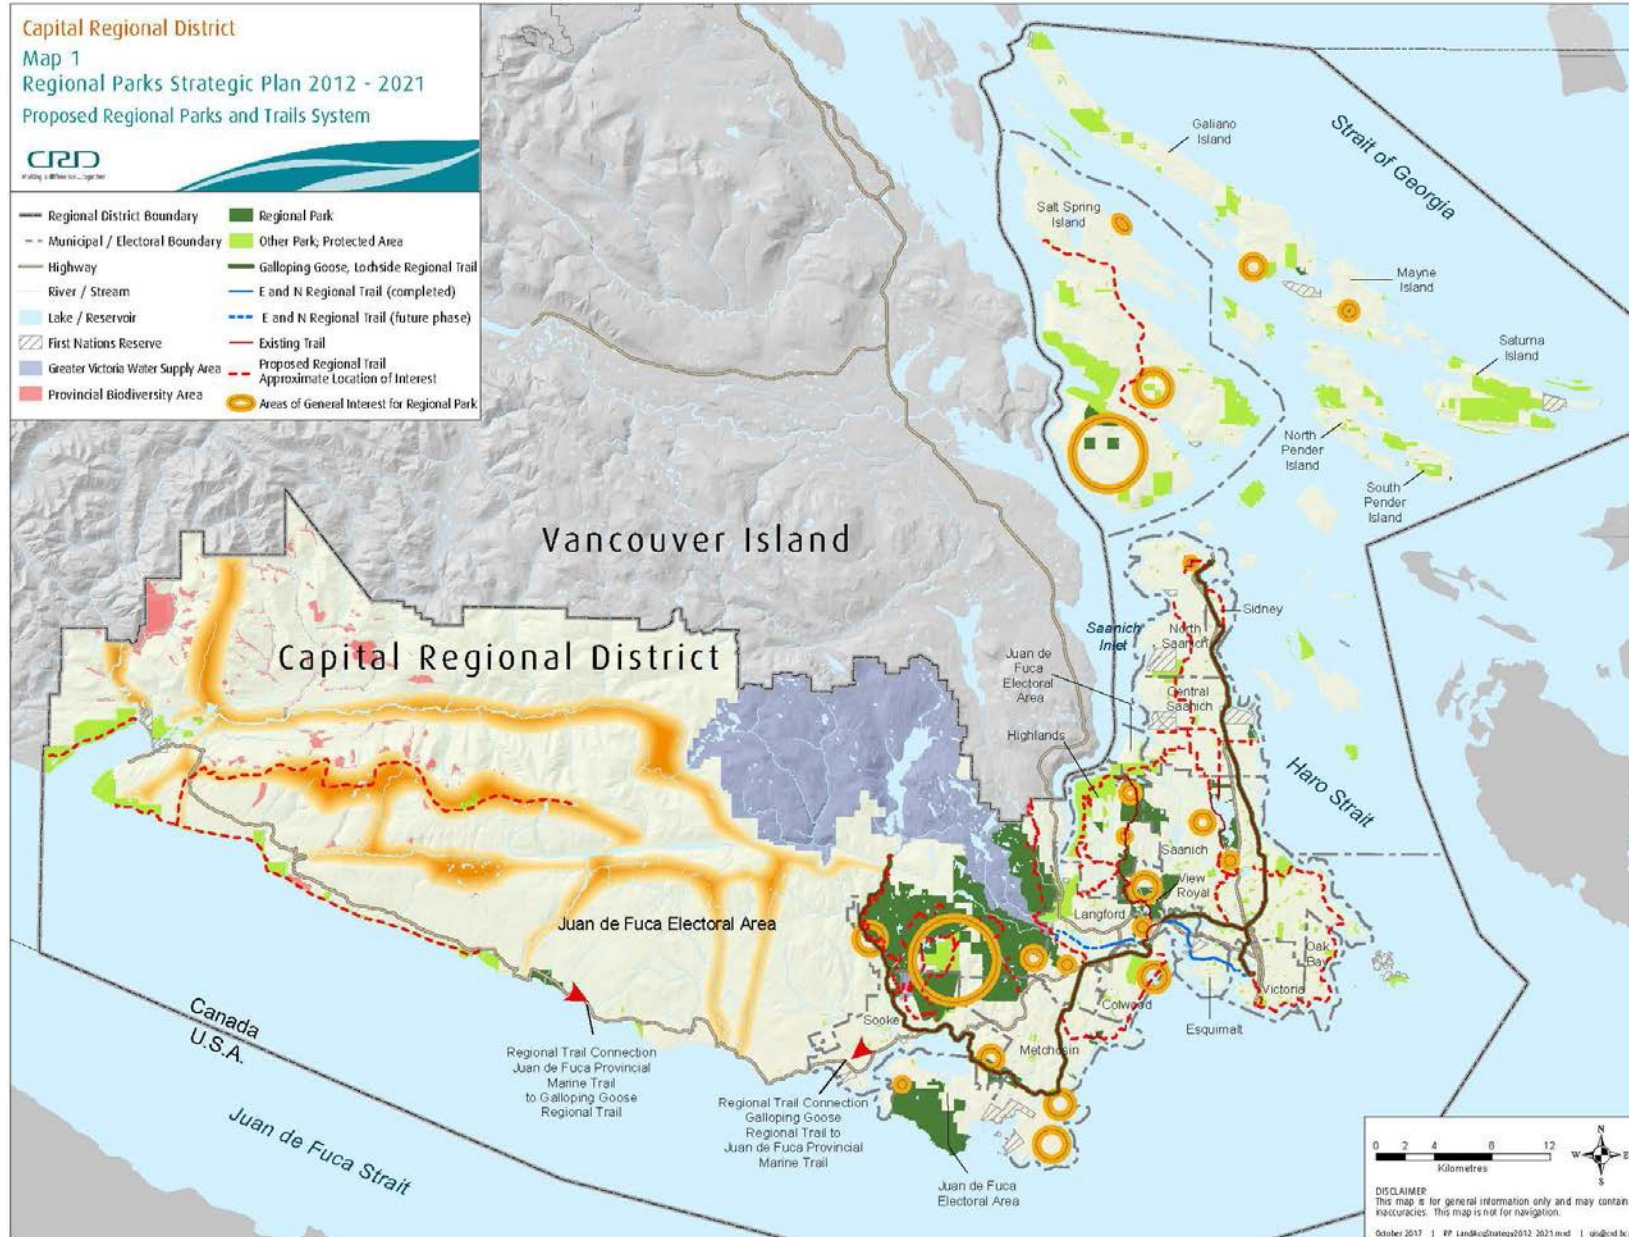 Capital Regional District
Map 1
Regional Parks Strategic Plan 2012 - 2021
Proposed Regional Parks and Trails System
CRD
Making a difference...together
Regional District Boundary
Municipal / Electoral Boundary
Highway
River / Stream
Lake / Reservoir
First Nations Reserve
Greater Victoria Water Supply Area
Provincial Biodiversity Area
Regional Park
Other Park; Protected Area
Galloping Goose, Lochside Regional Trail
E and N Regional Trail (completed)
E and N Regional Trail (future phase)
Existing Trail
Proposed Regional Trail
Approximate Location of Interest
Areas of General Interest for Regional Park
Galiano
Island
Strait of Georgia
Salt Spring
Island
Mayne
Island
Saturna
Island
North
Pender
Island
South
Pender
Island
Vancouver Island
Capital Regional District
Sidney
Saanich
Inlet
North
Saanich
Juan de
Fuca
Electoral
Area
Central
Saanich
Highlands
Haro Strait
Saanich
View
Royal
Langford
Juan de Fuca Electoral Area
Oak
Bay
Victoria
Colwood
Esquimalt
Sooke
Metchosin
Canada
U.S.A.
Regional Trail Connection
Juan de Fuca Provincial
Marine Trail
to Galloping Goose
Regional Trail
Regional Trail Connection
Galloping Goose
Regional Trail to
Juan de Fuca Provincial
Marine Trail
Juan de Fuca Strait
Juan de Fuca
Electoral Area
0 2 4 8 12
Kilometres
N
W E
S
DISCLAIMER
This map is for general information only and may contain
inaccuracies. This map is not for navigation.
October 2017 |